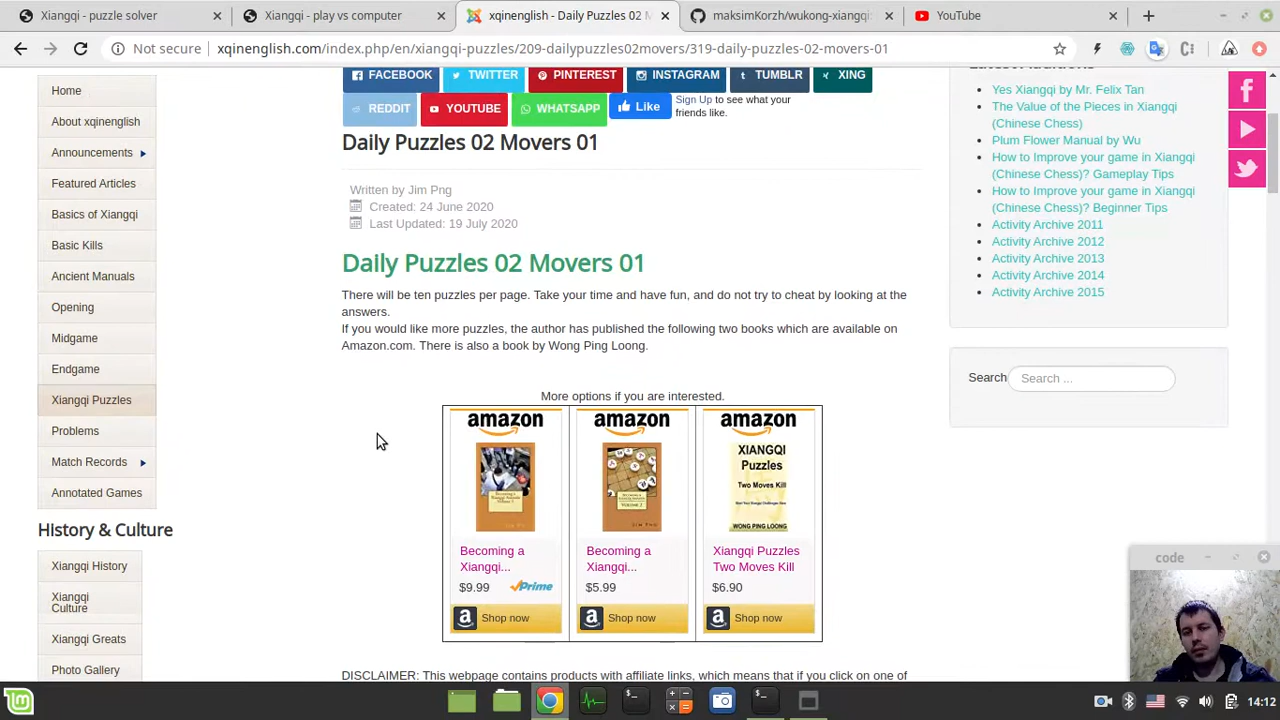 Xiangqi - puzzle solver
Xiangqi - play vs computer
xqinenglish - Daily Puzzles 02 M
maksimKorzh/wukong-xiangqi
YouTube
Not secure
xqinenglish.com/index.php/en/xiangqi-puzzles/209-dailypuzzles02movers/319-daily-puzzles-02-movers-01
Home
About xqinenglish
Announcements
Featured Articles
Basics of Xiangqi
Basic Kills
Ancient Manuals
Opening
Midgame
Endgame
Xiangqi Puzzles
Match Records
Annotated Games
History & Culture
Xiangqi History
Xiangqi
Culture
Xiangqi Greats
Photo Gallery
FACEBOOK
TWITTER
PINTEREST
INSTAGRAM
TUMBLR
XING
REDDIT
YOUTUBE
WHATSAPP
Like
Sign Up to see what your
friends like.
Daily Puzzles 02 Movers 01
Written by Jim Png
Created: 24 June 2020
Last Updated: 19 July 2020
Daily Puzzles 02 Movers 01
There will be ten puzzles per page. Take your time and have fun, and do not try to cheat by looking at the
answers.
If you would like more puzzles, the author has published the following two books which are available on
Amazon.com. There is also a book by Wong Ping Loong.
More options if you are interested.
amazon
Becoming a
Xiangqi...
$9.99
Prime
Shop now
amazon
Becoming a
Xiangqi...
$5.99
Shop now
amazon
XIANGQI
Puzzles
Two Moves Kill
WONG PING LOONG
Xiangqi Puzzles
Two Moves Kill
$6.90
Shop now
DISCLAIMER: This webpage contains products with affiliate links, which means that if you click on one of
Yes Xiangqi by Mr. Felix Tan
The Value of the Pieces in Xiangqi
(Chinese Chess)
Plum Flower Manual by Wu
How to Improve your game in Xiangqi
(Chinese Chess)? Gameplay Tips
How to Improve your game in Xiangqi
(Chinese Chess)? Beginner Tips
Activity Archive 2011
Activity Archive 2012
Activity Archive 2013
Activity Archive 2014
Activity Archive 2015
Search
Search ...
code
14:12